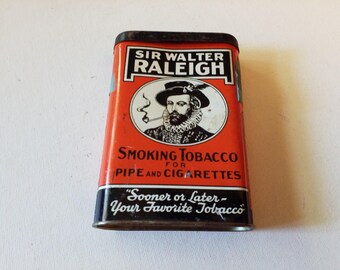 SIR WALTER
RALEIGH
SMOKING TOBACCO
FOR
PIPE AND CIGARETTES
"Sooner or Later-
Your Favorite Tobacco"